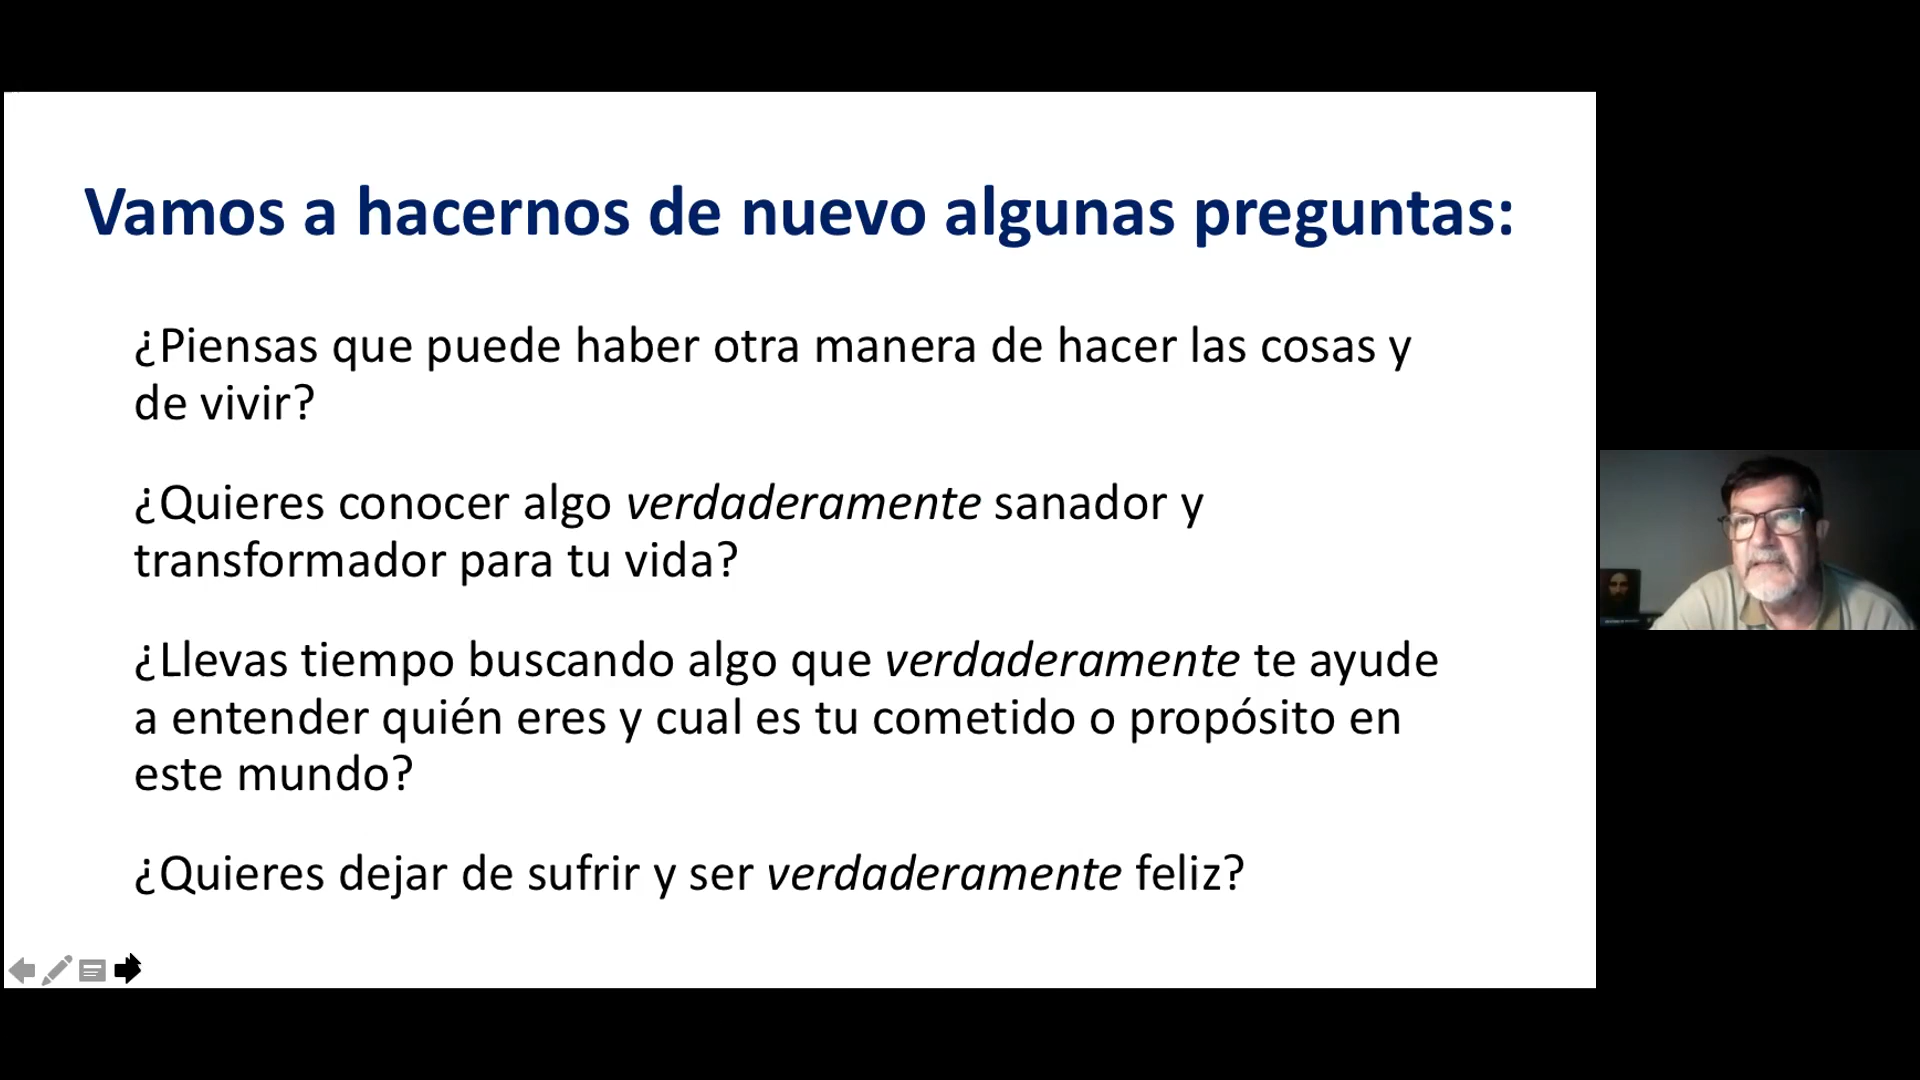 Vamos a hacernos de nuevo algunas preguntas:
¿Piensas que puede haber otra manera de hacer las cosas y
de vivir?
¿Quieres conocer algo verdaderamente sanador y
transformador para tu vida?
¿Llevas tiempo buscando algo que verdaderamente te ayude
a entender quién eres y cual es tu cometido o propósito en
este mundo?
¿Quieres dejar de sufrir y ser verdaderamente feliz?